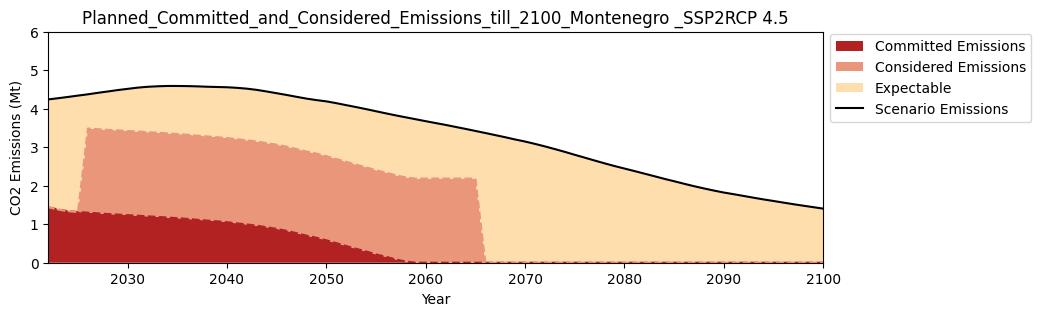 Planned_Committed_and_Considered_Emissions_till_2100_Montenegro _SSP2RCP 4.5
6
5
4
3
2
1
0
CO2 Emissions (Mt)
2030 2040 2050 2060 2070 2080 2090 2100
Year
Committed Emissions
Considered Emissions
Expectable
Scenario Emissions